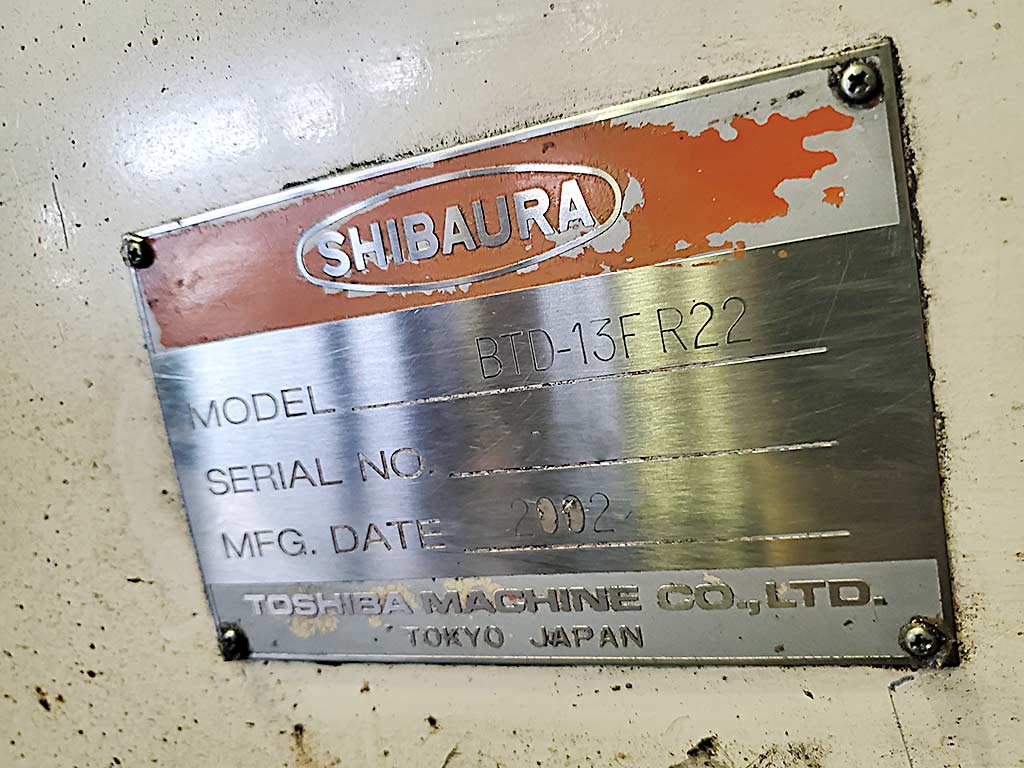 SHIBAURA
MODEL BTD-13F R22
SERIAL NO.
MFG. DATE 2002
TOSHIBA MACHINE CO., LTD.
TOKYO JAPAN